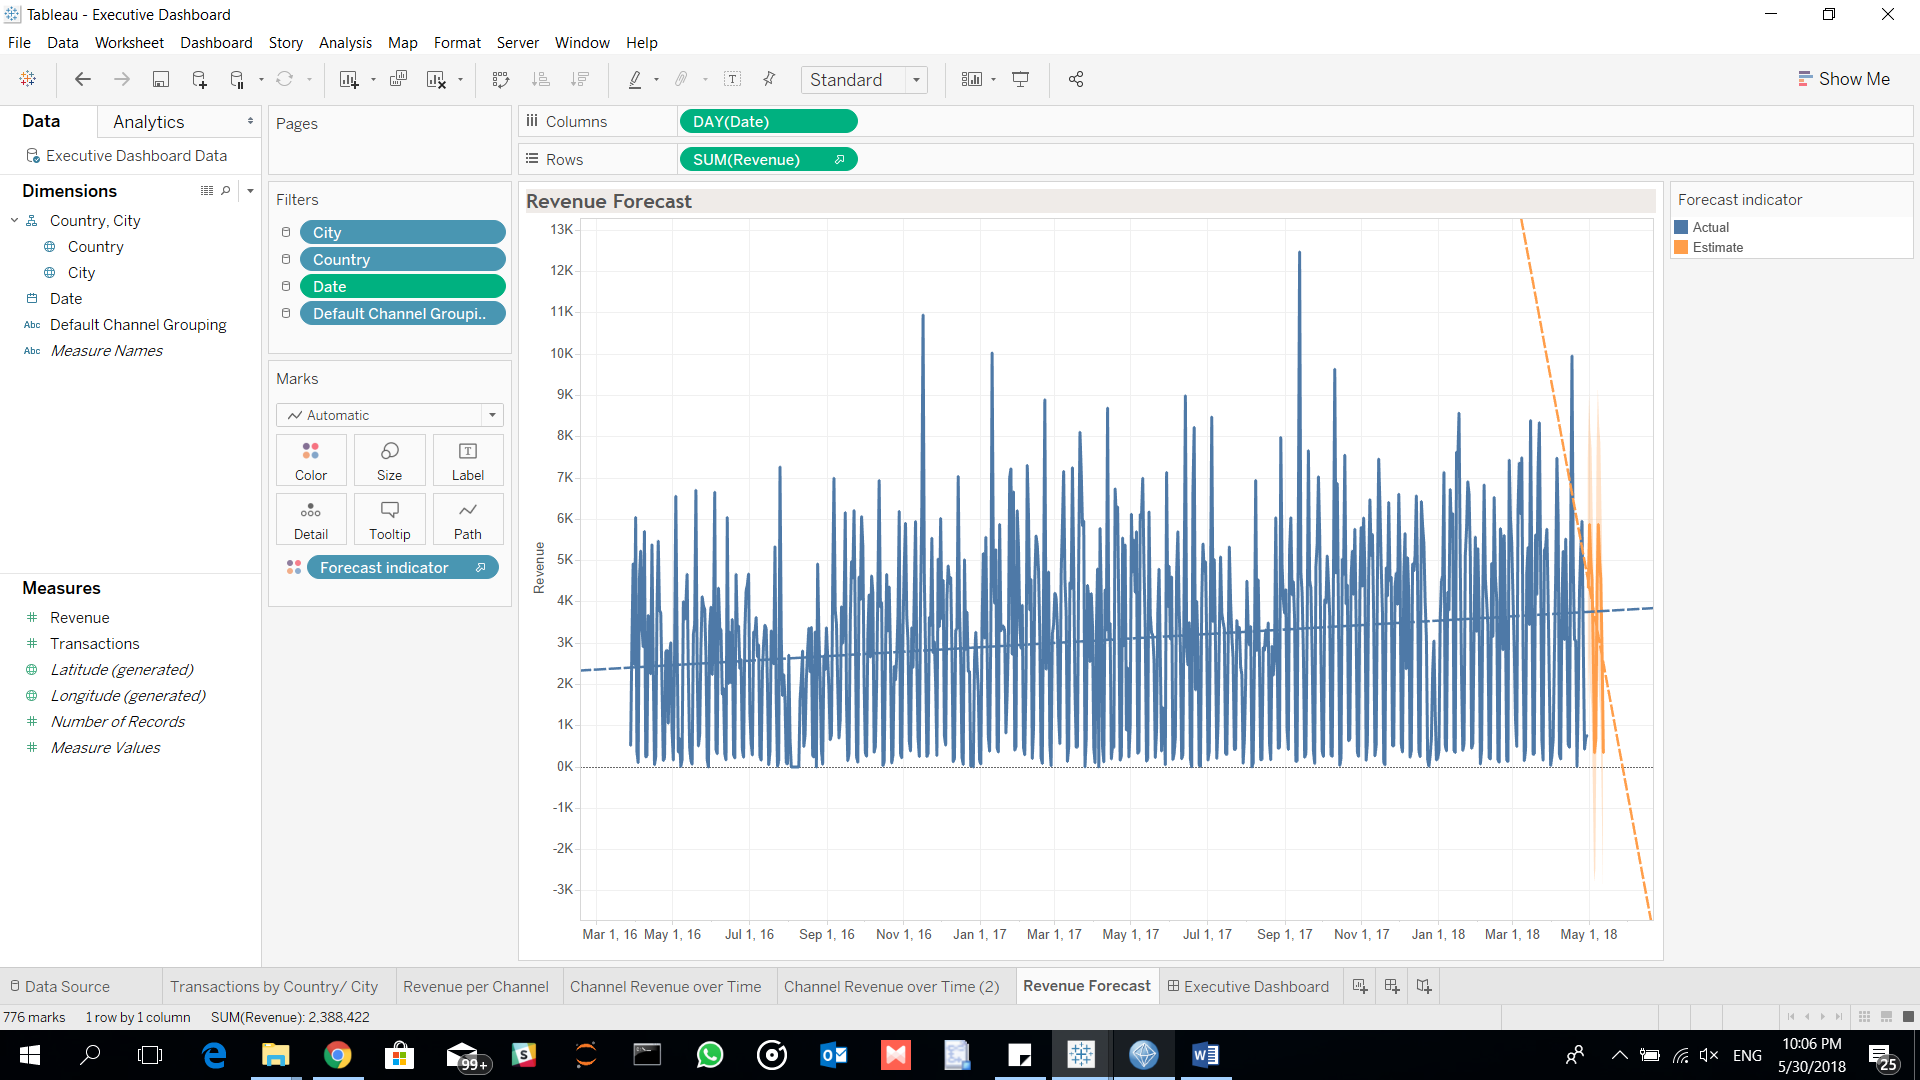 Tableau - Executive Dashboard
File Data Worksheet Dashboard Story Analysis Map Format Server Window Help
Standard
Show Me
Data Analytics
Executive Dashboard Data
Dimensions
Country, City
Country
City
Date
Abc Default Channel Grouping
Abc Measure Names
Measures
Revenue
Transactions
Latitude (generated)
Longitude (generated)
Number of Records
Measure Values
Pages
Filters
City
Country
Date
Default Channel Groupi..
Marks
Automatic
Color Size Label
Detail Tooltip Path
Forecast indicator
Columns DAY(Date)
Rows SUM(Revenue)
Revenue Forecast
13K
12K
11K
10K
9K
8K
7K
6K
5K
4K
3K
2K
1K
0K
-1K
-2K
-3K
Revenue
Mar 1, 16 May 1, 16 Jul 1, 16 Sep 1, 16 Nov 1, 16 Jan 1, 17 Mar 1, 17 May 1, 17 Jul 1, 17 Sep 1, 17 Nov 1, 17 Jan 1, 18 Mar 1, 18 May 1, 18
Forecast indicator
Actual
Estimate
Data Source Transactions by Country/ City Revenue per Channel Channel Revenue over Time Channel Revenue over Time (2) Revenue Forecast Executive Dashboard
776 marks 1 row by 1 column SUM(Revenue): 2,388,422
99+
ENG
10:06 PM
5/30/2018
25